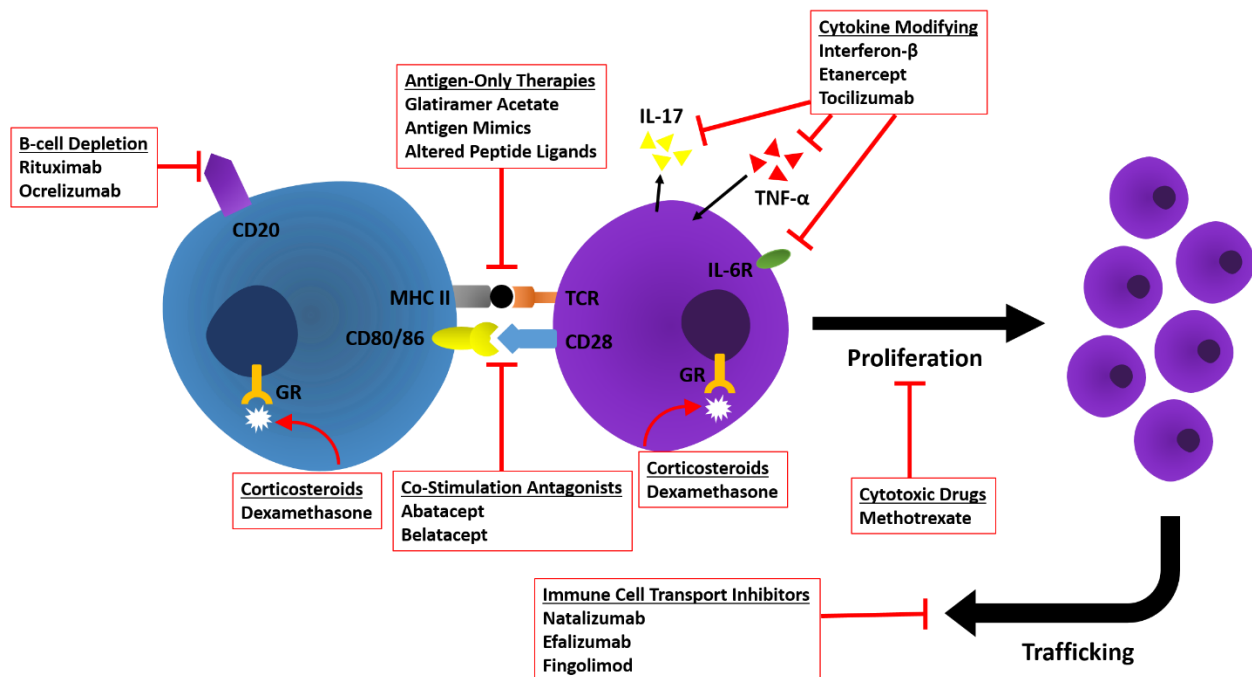 Cytokine Modifying
Interferon-β
Etanercept
Tocilizumab
Antigen-Only Therapies
Glatiramer Acetate
Antigen Mimics
Altered Peptide Ligands
IL-17
TNF-α
B-cell Depletion
Rituximab
Ocrelizumab
CD20
IL-6R
MHC II
TCR
CD80/86
CD28
GR
GR
Proliferation
Corticosteroids
Dexamethasone
Co-Stimulation Antagonists
Abatacept
Belatacept
Corticosteroids
Dexamethasone
Cytotoxic Drugs
Methotrexate
Immune Cell Transport Inhibitors
Natalizumab
Efalizumab
Fingolimod
Trafficking